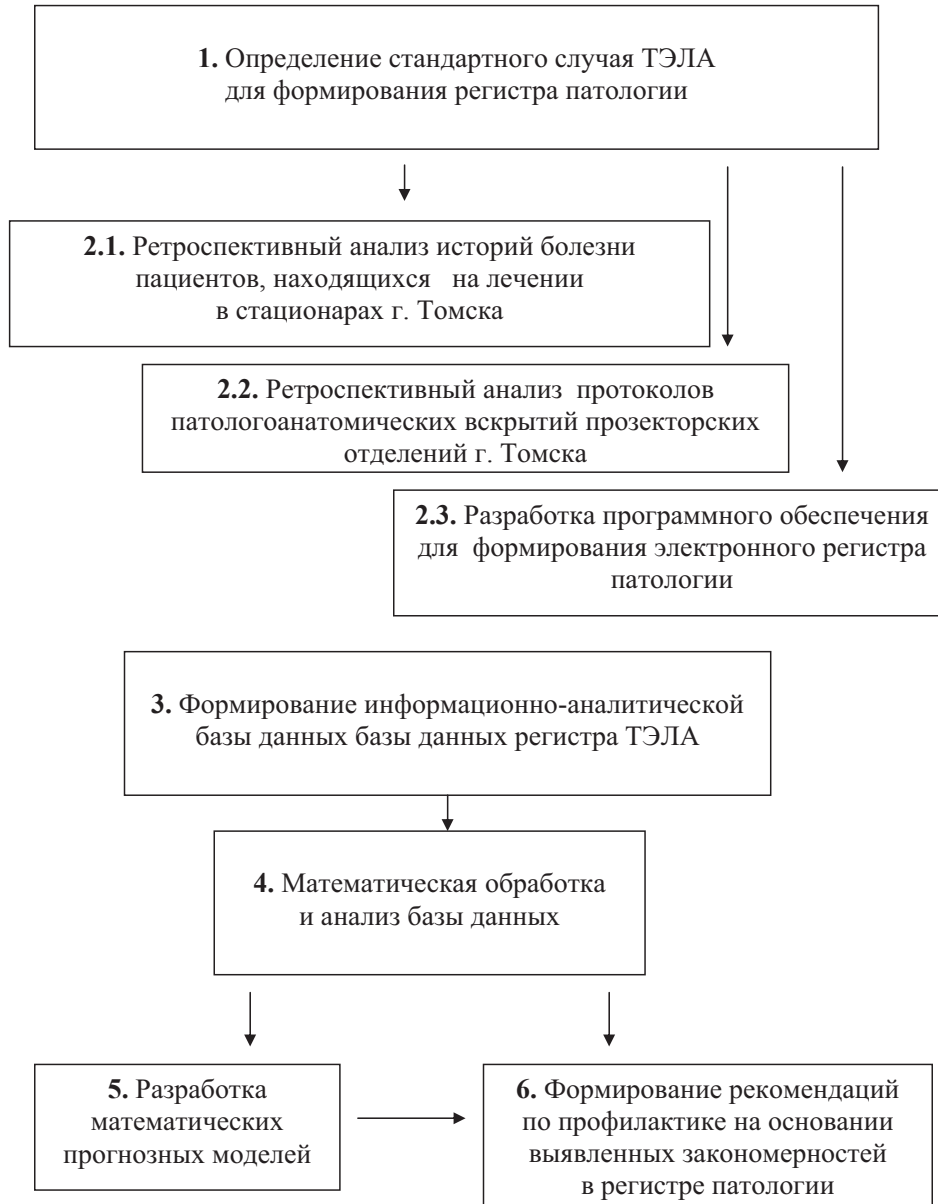 1. Определение стандартного случая ТЭЛА
для формирования регистра патологии
2.1. Ретроспективный анализ историй болезни
пациентов, находящихся на лечении
в стационарах г. Томска
2.2. Ретроспективный анализ протоколов
патологоанатомических вскрытий прозекторских
отделений г. Томска
2.3. Разработка программного обеспечения
для формирования электронного регистра
патологии
3. Формирование информационно-аналитической
базы данных базы данных регистра ТЭЛА
4. Математическая обработка
и анализ базы данных
5. Разработка
математических
прогнозных моделей
6. Формирование рекомендаций
по профилактике на основании
выявленных закономерностей
в регистре патологии